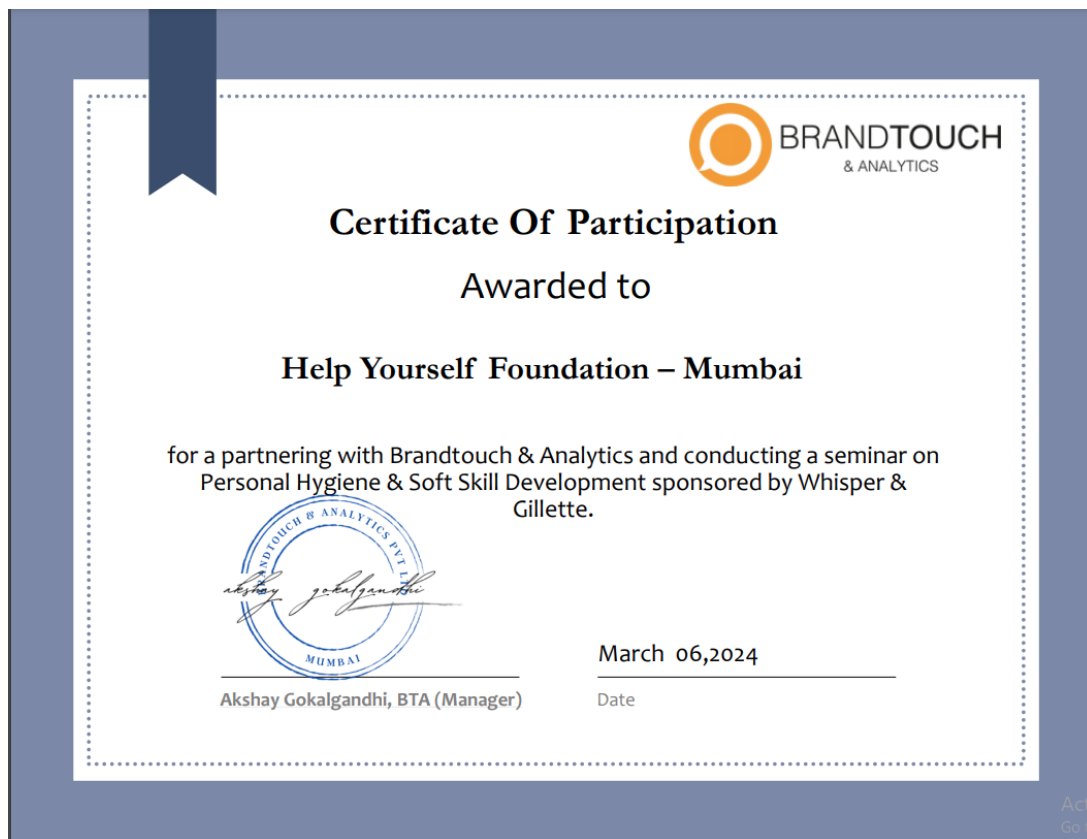 BRANDTOUCH
& ANALYTICS
Certificate Of Participation
Awarded to
Help Yourself Foundation – Mumbai
for a partnering with Brandtouch & Analytics and conducting a seminar on
Personal Hygiene & Soft Skill Development sponsored by Whisper &
Gillette.
BRANDTOUCH & ANALYTICS PVT LTD
akshay gokalgandhi
MUMBAI
March 06,2024
Akshay Gokalgandhi, BTA (Manager)
Date
Act
Go